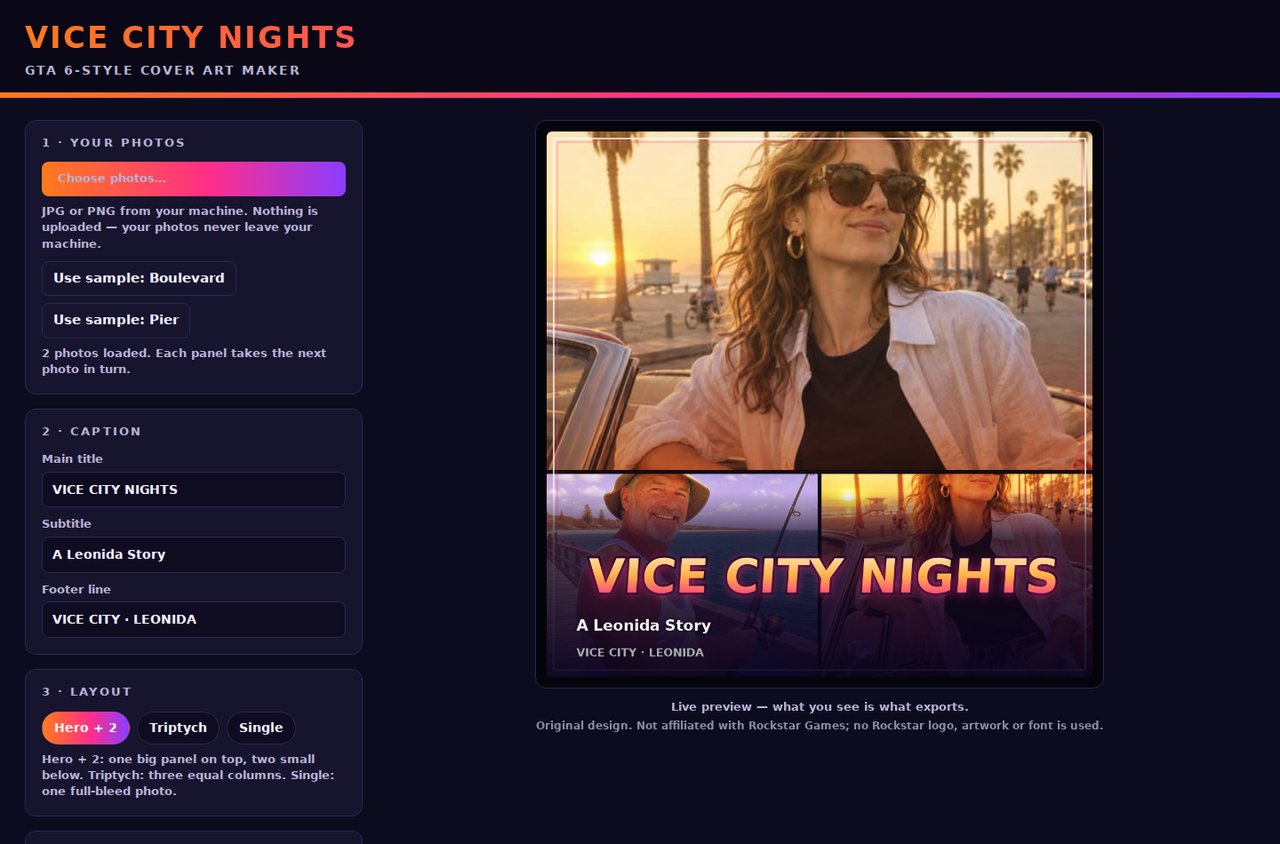 VICE CITY NIGHTS
GTA 6-STYLE COVER ART MAKER
1 · YOUR PHOTOS
Choose photos…
JPG or PNG from your machine. Nothing is
uploaded — your photos never leave your
machine.
Use sample: Boulevard
Use sample: Pier
2 photos loaded. Each panel takes the next
photo in turn.
2 · CAPTION
Main title
VICE CITY NIGHTS
Subtitle
A Leonida Story
Footer line
VICE CITY · LEONIDA
3 · LAYOUT
Hero + 2
Triptych
Single
Hero + 2: one big panel on top, two small
below. Triptych: three equal columns. Single:
one full-bleed photo.
VICE CITY NIGHTS
A Leonida Story
VICE CITY · LEONIDA
Live preview — what you see is what exports.
Original design. Not affiliated with Rockstar Games; no Rockstar logo, artwork or font is used.